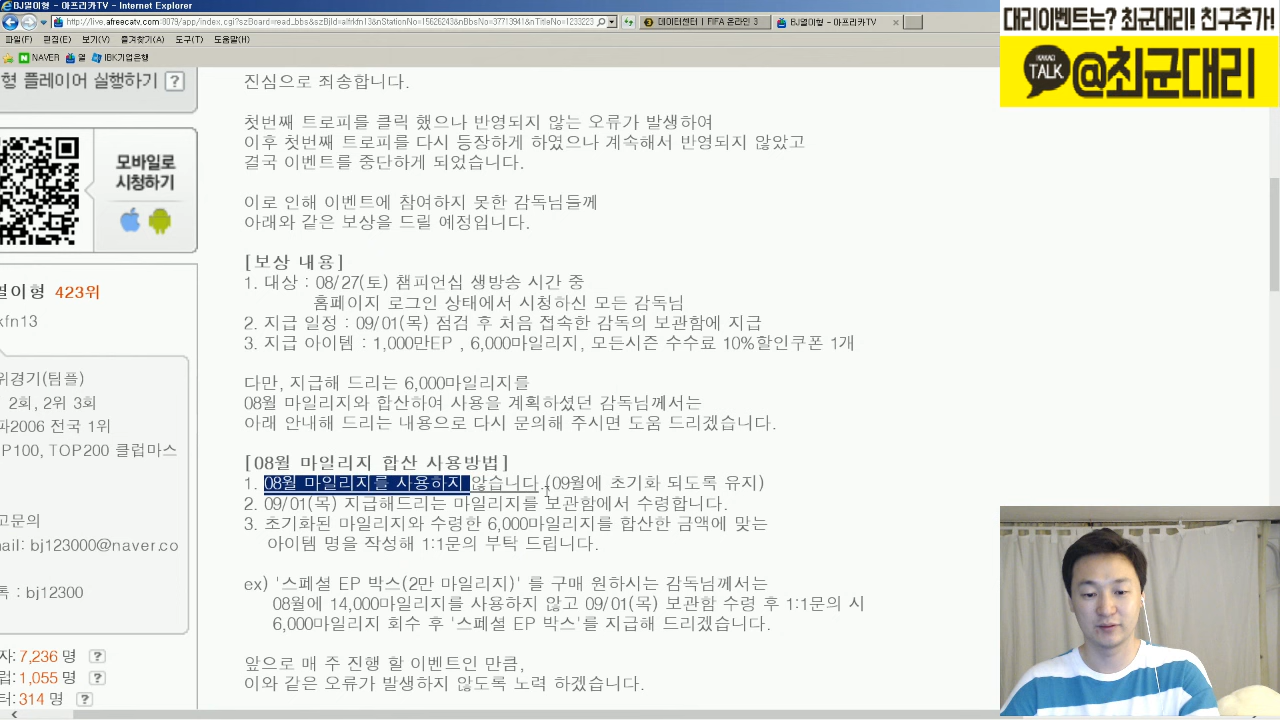 BJ열이형 - 아프리카TV - Internet Explorer
http://live.afreecatv.com:8079/app/index.cgi?szBoard=read_bbs&szBjId=aifrkfn13&nStationNo=15626243&nBbsNo=37713941&nTitleNo=1233223
데이터센터 | FIFA 온라인 3
BJ열이형 - 아프리카TV
파일(F) 편집(E) 보기(V) 즐겨찾기(A) 도구(T) 도움말(H)
NAVER 열 IBK기업은행
대리이벤트는? 최군대리! 친구추가!
TALK @최군대리
형 플레이어 실행하기 ?
모바일로
시청하기
열이형 423위
kfn13
위경기(팀플)
2회, 2위 3회
파2006 전국 1위
P100, TOP200 클럽마스
고문의
mail: bj123000@naver.co
톡 : bj12300
자: 7,236 명 ?
럽: 1,055 명 ?
터: 314 명 ?
진심으로 죄송합니다.
첫번째 트로피를 클릭 했으나 반영되지 않는 오류가 발생하여
이후 첫번째 트로피를 다시 등장하게 하였으나 계속해서 반영되지 않았고
결국 이벤트를 중단하게 되었습니다.
이로 인해 이벤트에 참여하지 못한 감독님들께
아래와 같은 보상을 드릴 예정입니다.
[보상 내용]
1. 대상 : 08/27(토) 챔피언십 생방송 시간 중
홈페이지 로그인 상태에서 시청하신 모든 감독님
2. 지급 일정 : 09/01(목) 점검 후 처음 접속한 감독의 보관함에 지급
3. 지급 아이템 : 1,000만EP , 6,000마일리지, 모든시즌 수수료 10%할인쿠폰 1개
다만, 지급해 드리는 6,000마일리지를
08월 마일리지와 합산하여 사용을 계획하셨던 감독님께서는
아래 안내해 드리는 내용으로 다시 문의해 주시면 도움 드리겠습니다.
[08월 마일리지 합산 사용방법]
1. 08월 마일리지를 사용하지 않습니다.(09월에 초기화 되도록 유지)
2. 09/01(목) 지급해드리는 마일리지를 보관함에서 수령합니다.
3. 초기화된 마일리지와 수령한 6,000마일리지를 합산한 금액에 맞는
아이템 명을 작성해 1:1문의 부탁 드립니다.
ex) '스페셜 EP 박스(2만 마일리지)' 를 구매 원하시는 감독님께서는
08월에 14,000마일리지를 사용하지 않고 09/01(목) 보관함 수령 후 1:1문의 시
6,000마일리지 회수 후 '스페셜 EP 박스'를 지급해 드리겠습니다.
앞으로 매 주 진행 할 이벤트인 만큼,
이와 같은 오류가 발생하지 않도록 노력 하겠습니다.